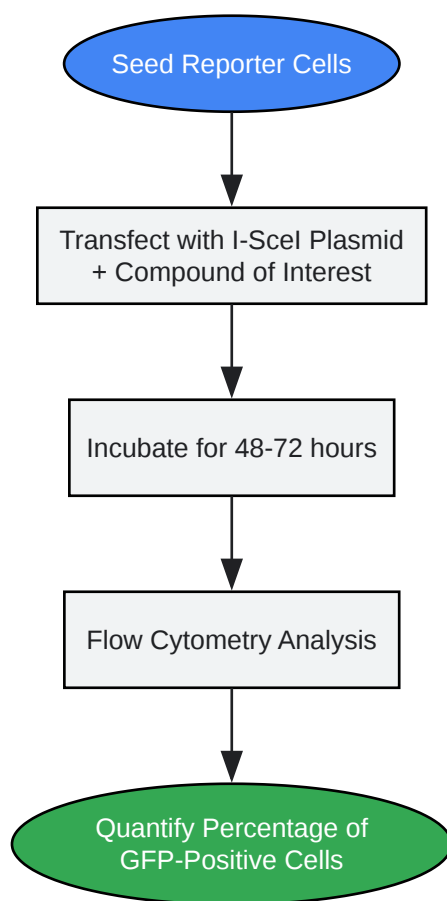 Seed Reporter Cells
Transfect with I-SceI Plasmid
+ Compound of Interest
Incubate for 48-72 hours
Flow Cytometry Analysis
Quantify Percentage of
GFP-Positive Cells